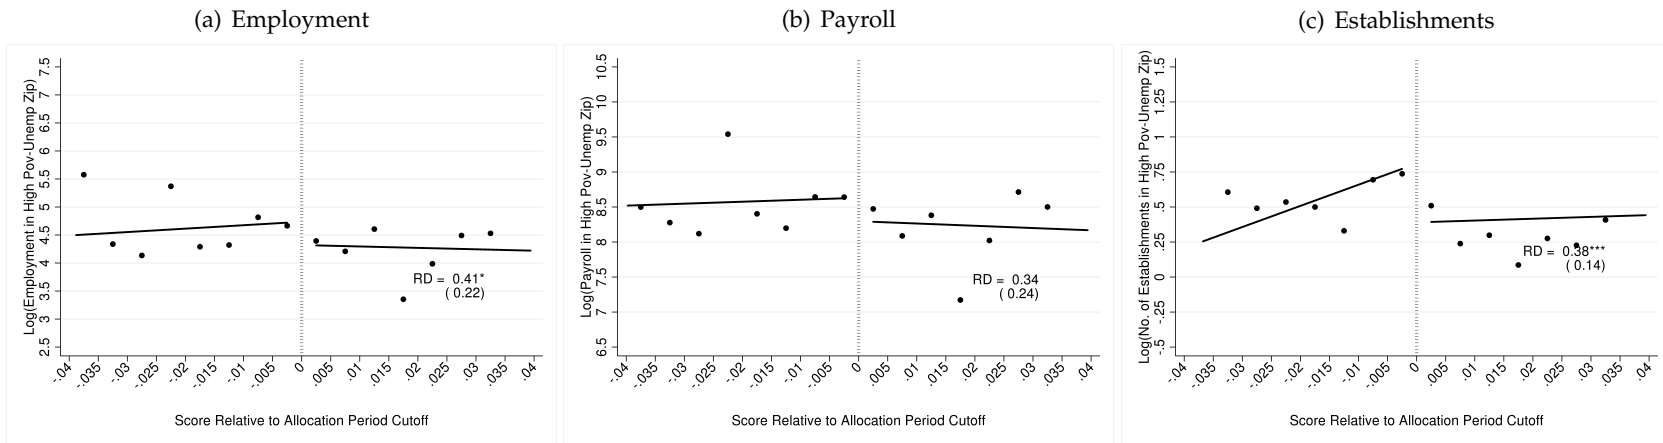 (a) Employment
Log(Employment in High Pov-Unemp Zip)
7.5
7
6.5
6
5.5
5
4.5
4
3.5
3
2.5
RD = 0.41*
( 0.22)
-.04 -.035 -.03 -.025 -.02 -.015 -.01 -.005 0 .005 .01 .015 .02 .025 .03 .035 .04
Score Relative to Allocation Period Cutoff
(b) Payroll
Log(Payroll in High Pov-Unemp Zip)
10.5
10
9.5
9
8.5
8
7.5
7
6.5
RD = 0.34
( 0.24)
-.04 -.035 -.03 -.025 -.02 -.015 -.01 -.005 0 .005 .01 .015 .02 .025 .03 .035 .04
Score Relative to Allocation Period Cutoff
(c) Establishments
Log(No. of Establishments in High Pov-Unemp Zip)
1.5
1.25
1
.75
.5
.25
0
-.25
-.5
RD = 0.38***
( 0.14)
-.04 -.035 -.03 -.025 -.02 -.015 -.01 -.005 0 .005 .01 .015 .02 .025 .03 .035 .04
Score Relative to Allocation Period Cutoff